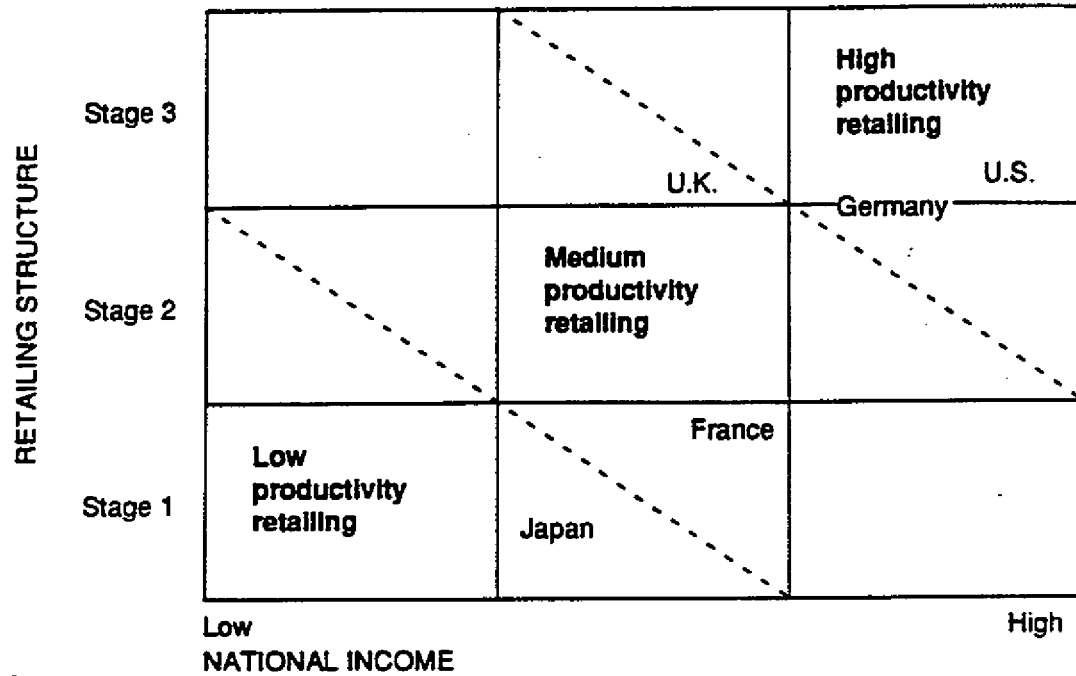 RETAILING STRUCTURE
Stage 3
High
productivity
retailing
U.K.
U.S.
Germany
Stage 2
Medium
productivity
retailing
Stage 1
Low
productivity
retailing
France
Japan
Low
High
NATIONAL INCOME